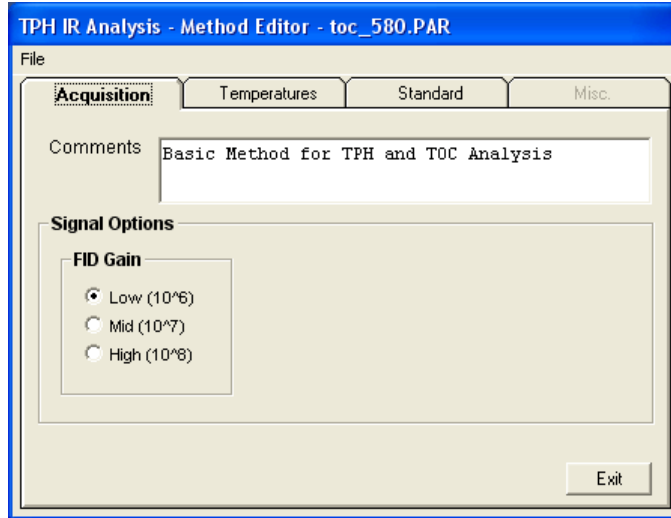 TPH IR Analysis - Method Editor - toc_580.PAR
File
Acquisition Temperatures Standard Misc.
Comments Basic Method for TPH and TOC Analysis
Signal Options
FID Gain
Low (10^6)
Mid (10^7)
High (10^8)
Exit